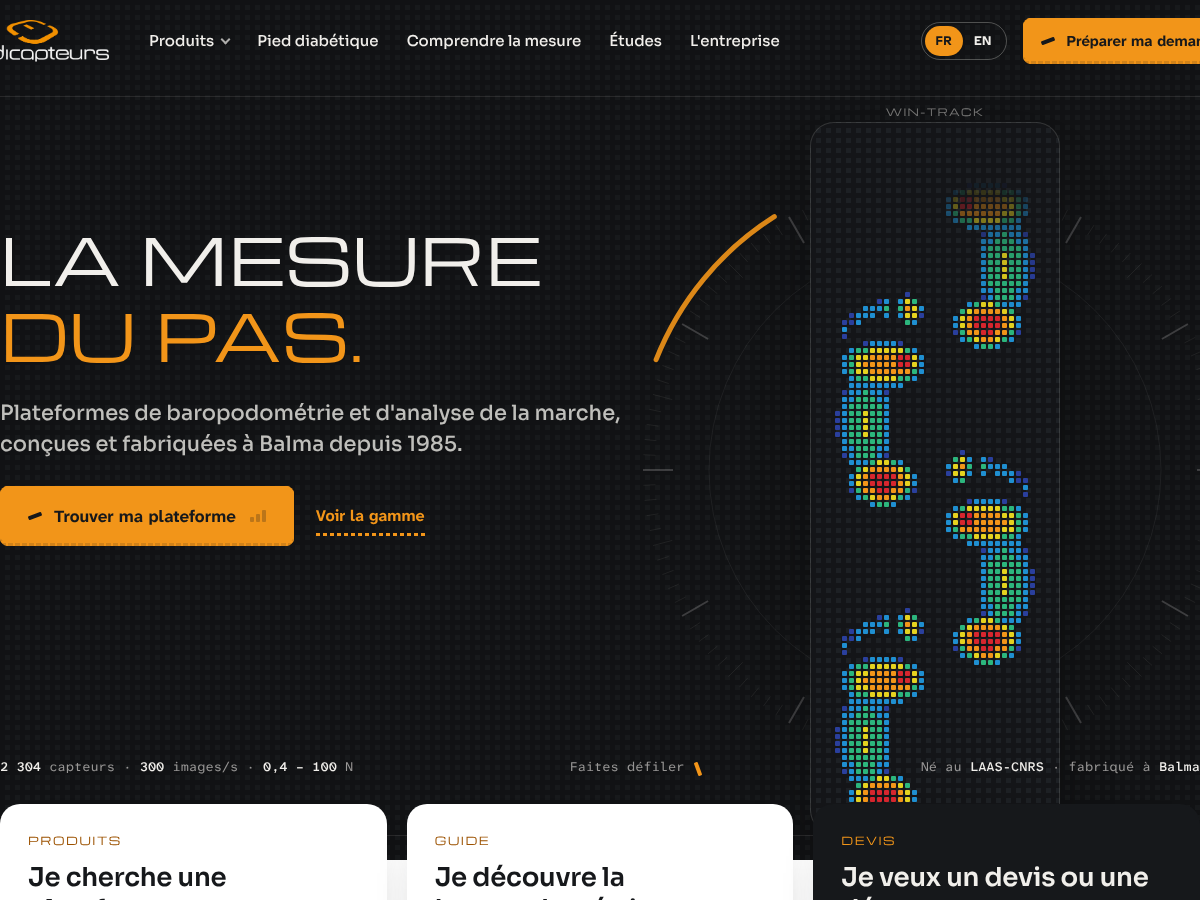 dicapteurs
Produits
Pied diabétique
Comprendre la mesure
Études
L'entreprise
FR
EN
Préparer ma
WIN-TRACK
LA MESURE
DU PAS.
Plateformes de baropodométrie et d'analyse de la marche,
conçues et fabriquées à Balma depuis 1985.
Trouver ma plateforme
Voir la gamme
2 304 capteurs · 300 images/s · 0,4 – 100 N
Faites défiler
Né au LAAS-CNRS · fabriqué à Balma
PRODUITS
Je cherche une
GUIDE
Je découvre la
DEVIS
Je veux un devis ou une